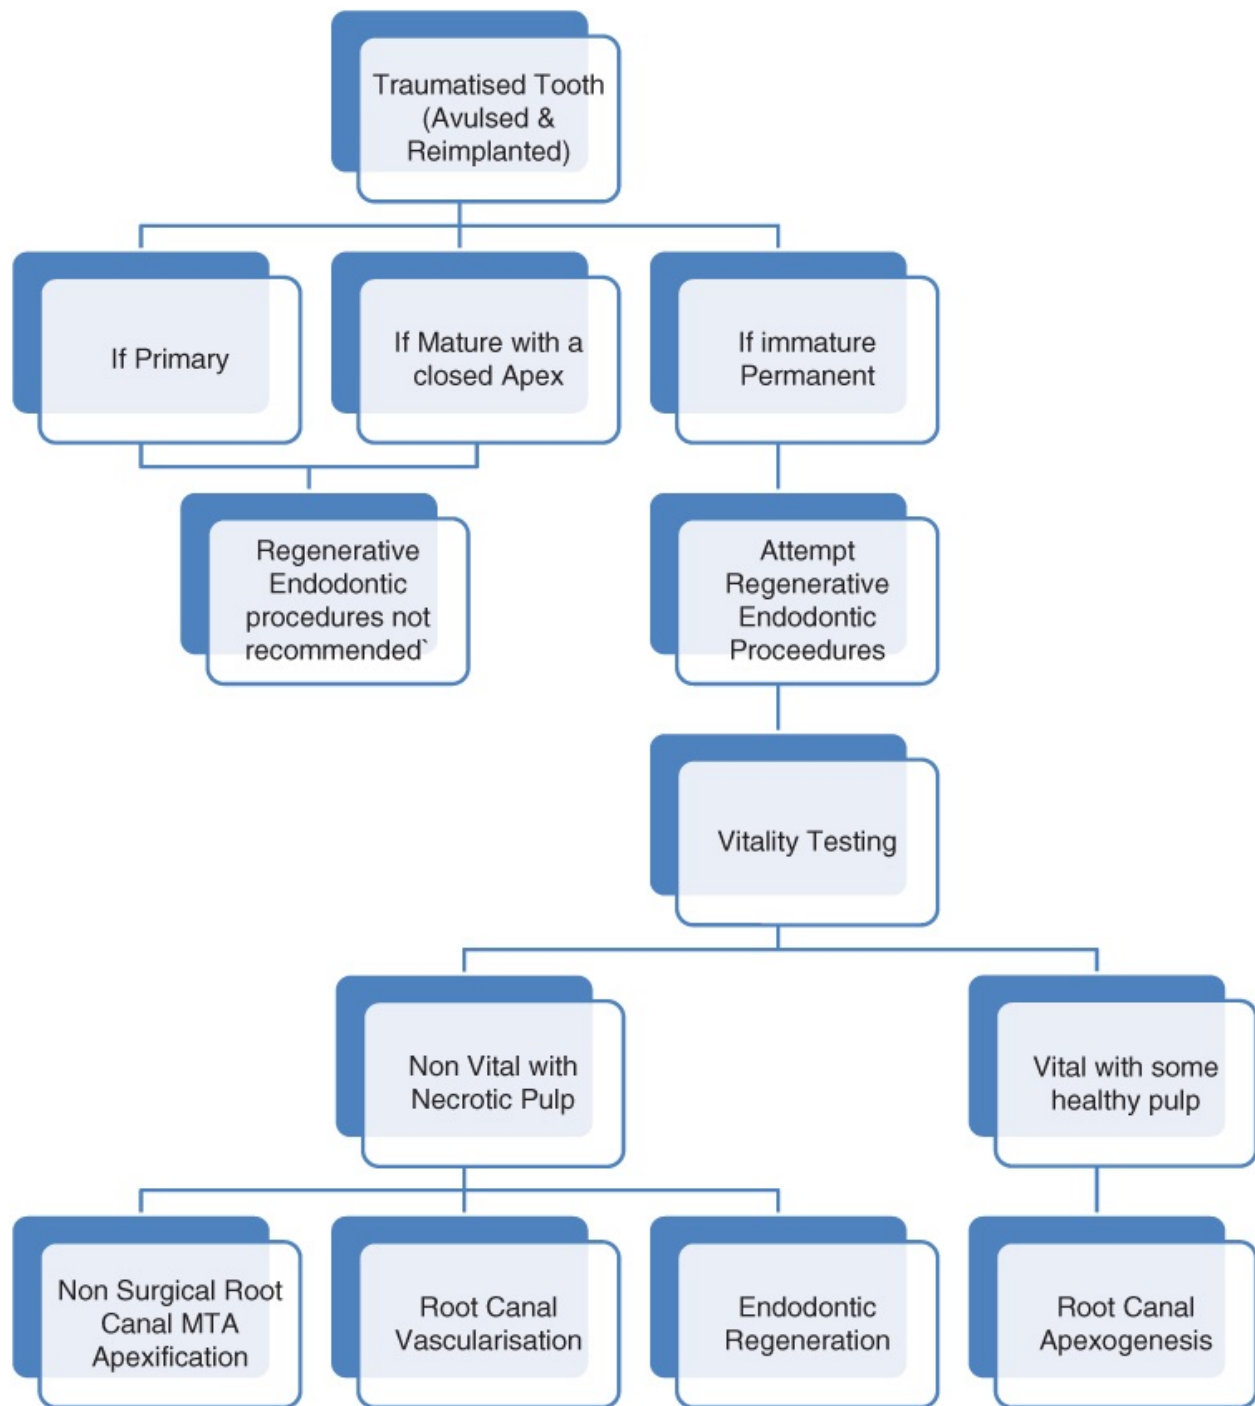 Traumatised Tooth
(Avulsed &
Reimplanted)
If Primary
If Mature with a
closed Apex
If immature
Permanent
Regenerative
Endodontic
procedures not
recommended`
Attempt
Regenerative
Endodontic
Proceedures
Vitality Testing
Non Vital with
Necrotic Pulp
Vital with some
healthy pulp
Non Surgical Root
Canal MTA
Apexification
Root Canal
Vascularisation
Endodontic
Regeneration
Root Canal
Apexogenesis